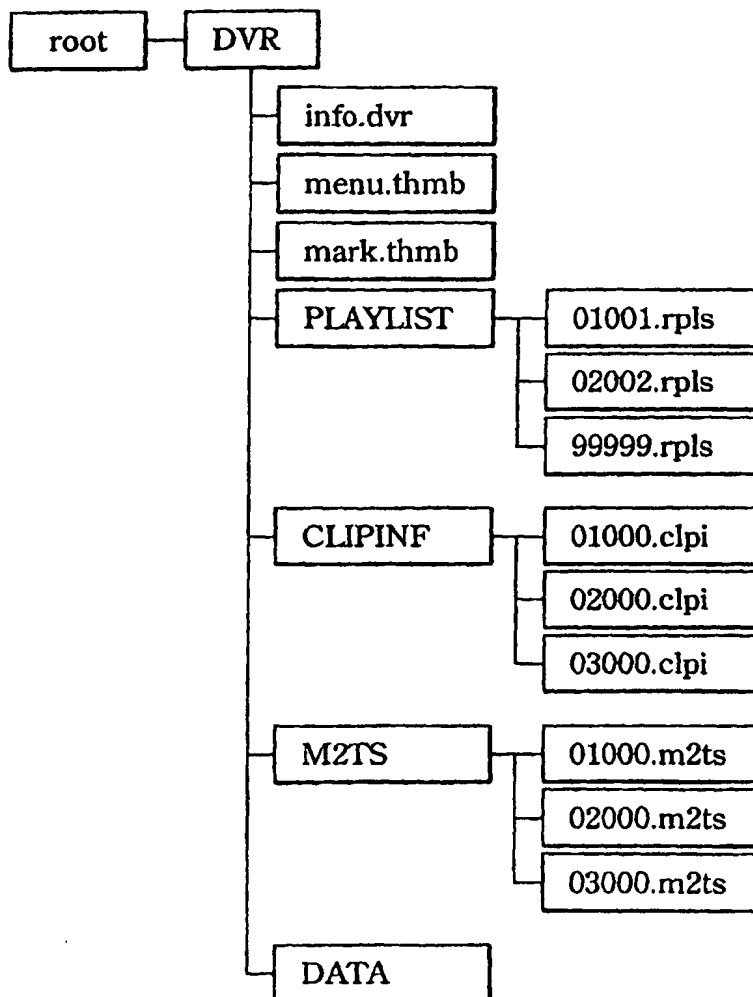 root
DVR
info.dvr
menu.thmb
mark.thmb
PLAYLIST
01001.rpls
02002.rpls
99999.rpls
CLIPINF
01000.clpi
02000.clpi
03000.clpi
M2TS
01000.m2ts
02000.m2ts
03000.m2ts
DATA